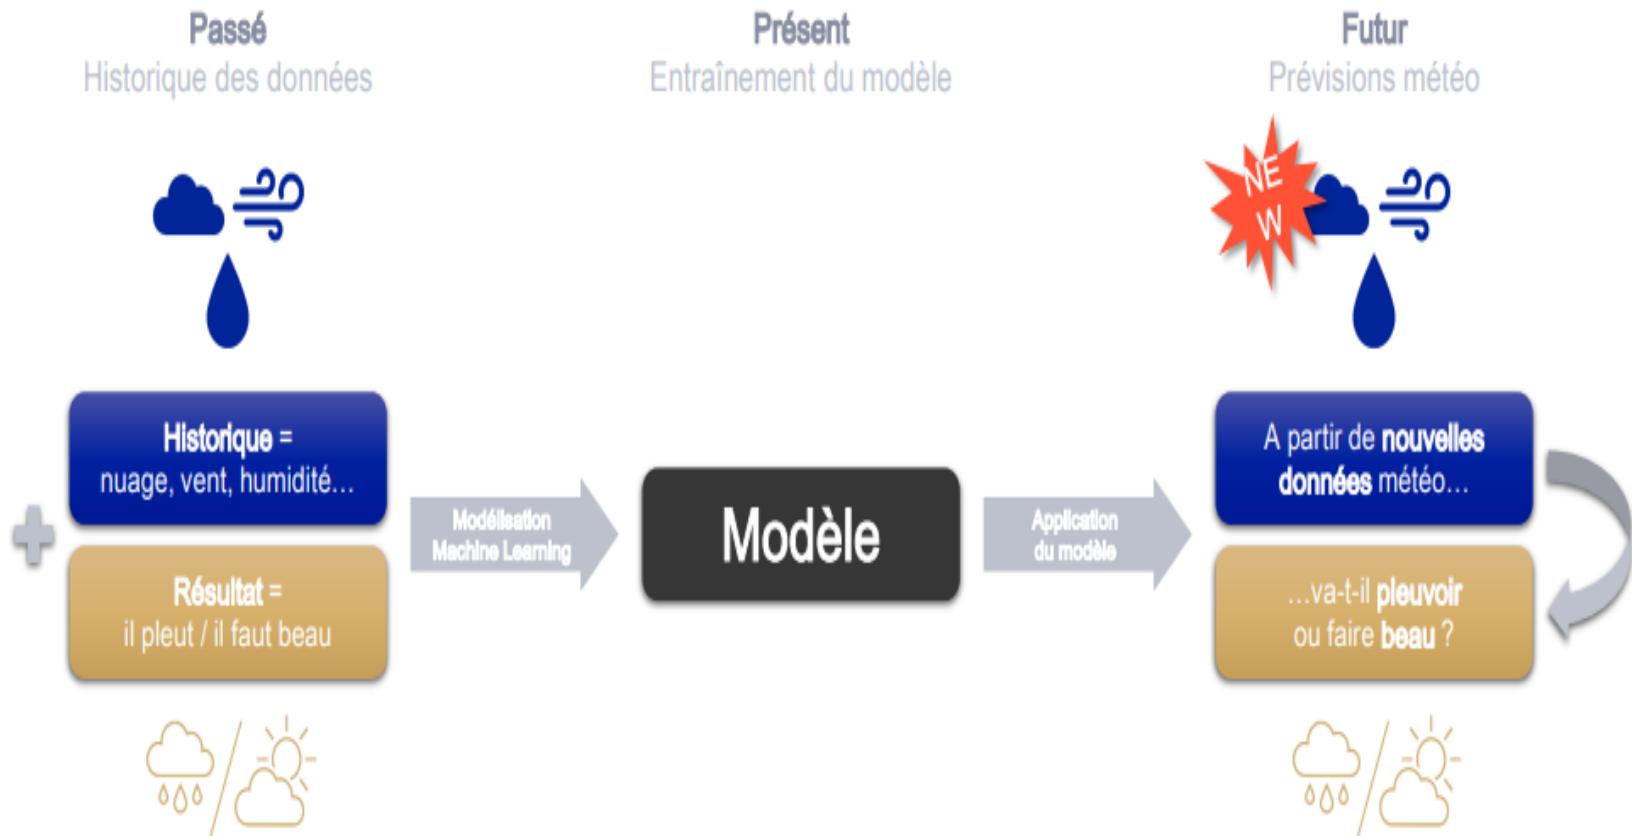 Passé
Historique des données
Présent
Entraînement du modèle
Futur
Prévisions météo
NE
W
Historique =
nuage, vent, humidité...
Résultat =
il pleut / il faut beau
Modélisation
Machine Learning
Modèle
Application
du modèle
A partir de nouvelles
données météo...
...va-t-il pleuvoir
ou faire beau ?